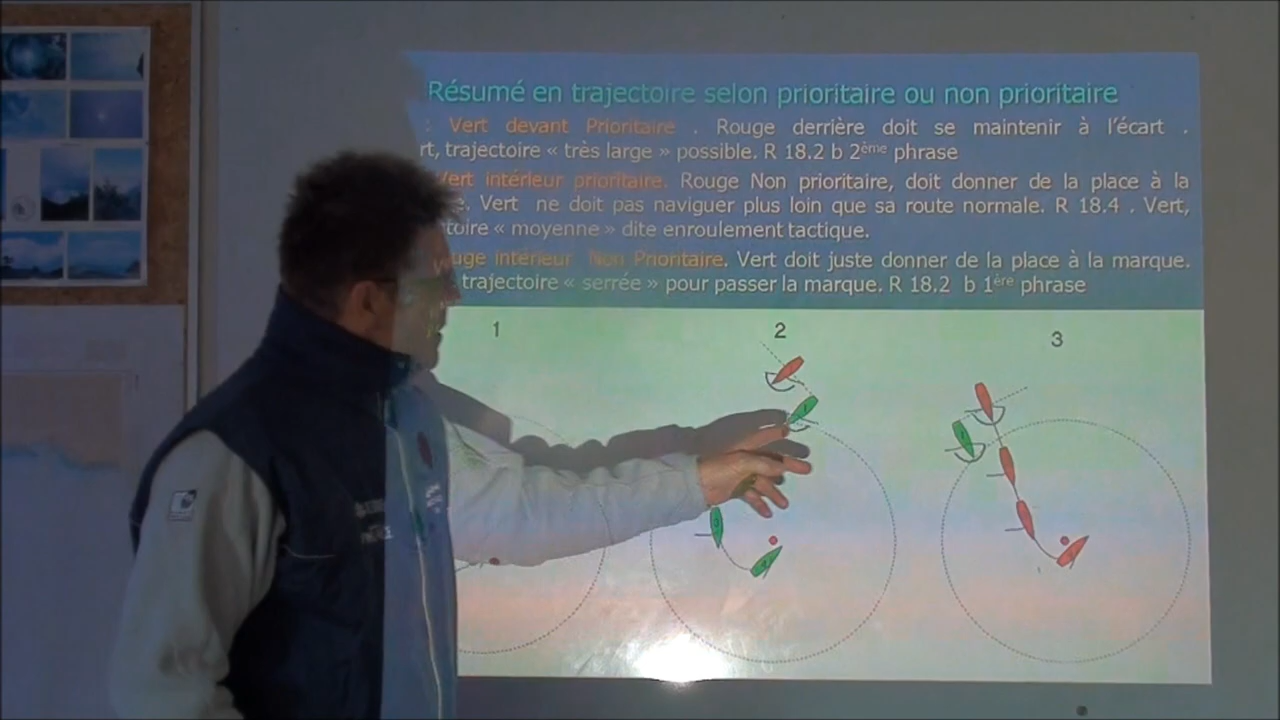 Résumé en trajectoire selon prioritaire ou non prioritaire
: Vert devant Prioritaire . Rouge derrière doit se maintenir à l'écart .
rt, trajectoire « très large » possible. R 18.2 b 2ème phrase
Vert intérieur prioritaire. Rouge Non prioritaire, doit donner de la place à la
e. Vert ne doit pas naviguer plus loin que sa route normale. R 18.4 . Vert,
toire « moyenne » dite enroulement tactique.
uge intérieur Non Prioritaire. Vert doit juste donner de la place à la marque.
trajectoire « serrée » pour passer la marque. R 18.2 b 1ère phrase
1 2 3